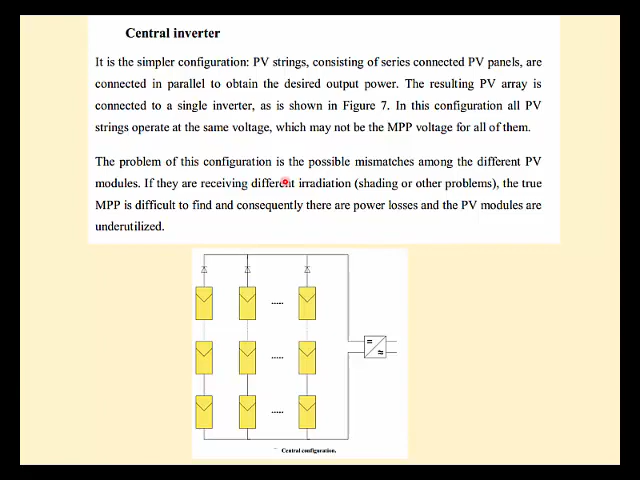 Central inverter
It is the simpler configuration: PV strings, consisting of series connected PV panels, are
connected in parallel to obtain the desired output power. The resulting PV array is
connected to a single inverter, as is shown in Figure 7. In this configuration all PV
strings operate at the same voltage, which may not be the MPP voltage for all of them.
The problem of this configuration is the possible mismatches among the different PV
modules. If they are receiving different irradiation (shading or other problems), the true
MPP is difficult to find and consequently there are power losses and the PV modules are
underutilized.
Central configuration.